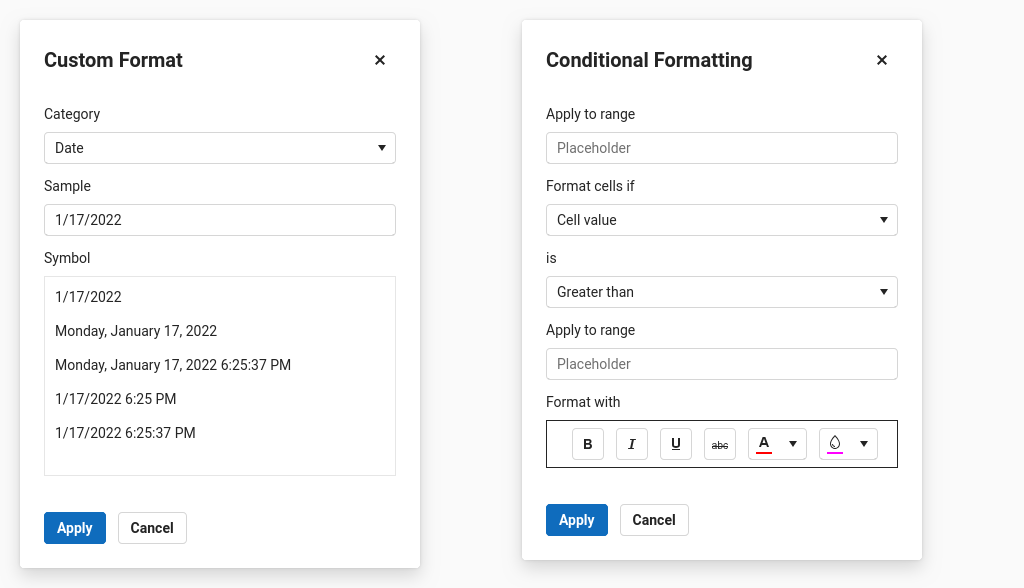 Custom Format
×
Category
Date
Sample
1/17/2022
Symbol
1/17/2022
Monday, January 17, 2022
Monday, January 17, 2022 6:25:37 PM
1/17/2022 6:25 PM
1/17/2022 6:25:37 PM
Apply Cancel
Conditional Formatting
×
Apply to range
Placeholder
Format cells if
Cell value
is
Greater than
Apply to range
Placeholder
Format with
B I U abc A
Apply Cancel